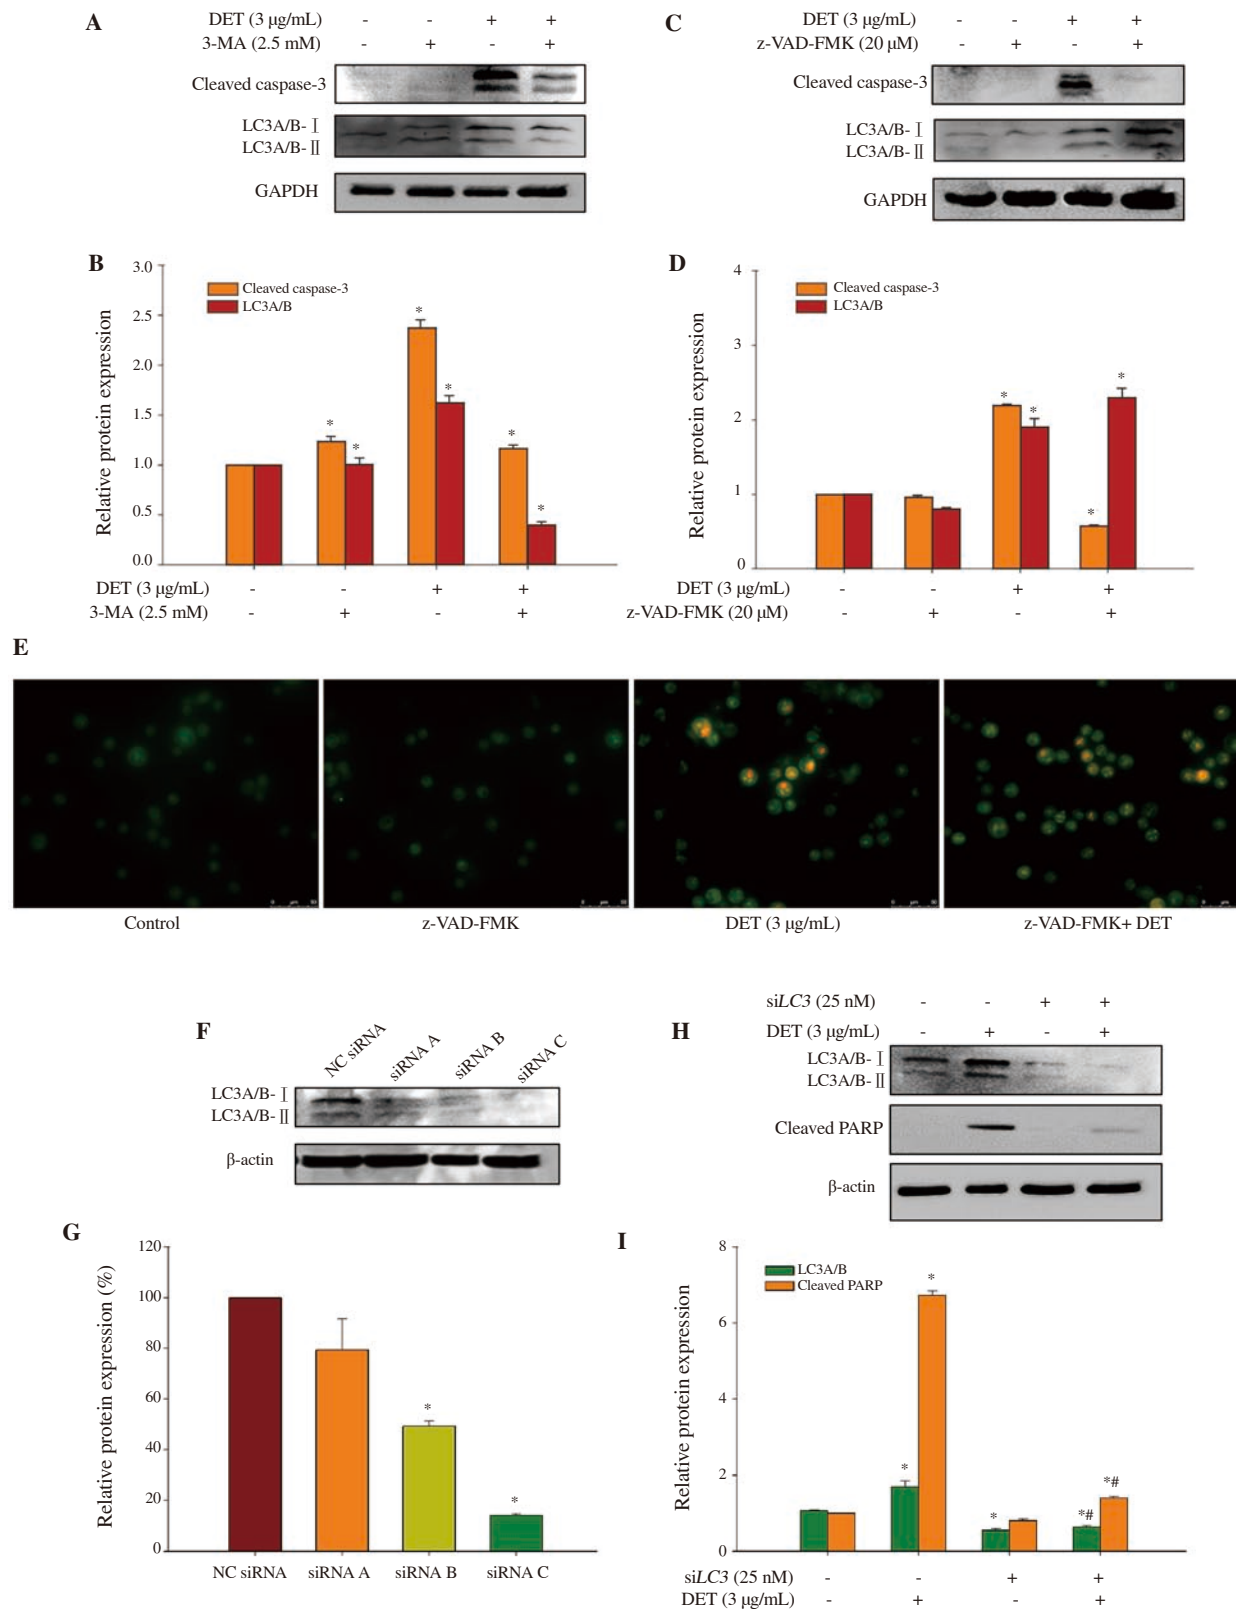 A
DET (3 µg/mL) - - + +
3-MA (2.5 mM) - + - +
Cleaved caspase-3
LC3A/B- Ⅰ
LC3A/B- Ⅱ
GAPDH
C
DET (3 µg/mL) - - + +
z-VAD-FMK (20 µM) - + - +
Cleaved caspase-3
LC3A/B- Ⅰ
LC3A/B- Ⅱ
GAPDH
B
Relative protein expression
3.0
2.5
2.0
1.5
1.0
0.5
0.0
Cleaved caspase-3
LC3A/B
* * * * * *
DET (3 µg/mL) - - + +
3-MA (2.5 mM) - + - +
D
Relative protein expression
4
3
2
1
0
Cleaved caspase-3
LC3A/B
* * * *
DET (3 µg/mL) - - + +
z-VAD-FMK (20 µM) - + - +
E
Control
z-VAD-FMK
DET (3 µg/mL)
z-VAD-FMK+ DET
F
NC siRNA
siRNA A
siRNA B
siRNA C
LC3A/B- Ⅰ
LC3A/B- Ⅱ
β-actin
siLC3 (25 nM) - - + +
H
DET (3 µg/mL) - + - +
LC3A/B- Ⅰ
LC3A/B- Ⅱ
Cleaved PARP
β-actin
G
Relative protein expression (%)
120
100
80
60
40
20
0
* *
NC siRNA siRNA A siRNA B siRNA C
I
Relative protein expression
8
6
4
2
0
LC3A/B
Cleaved PARP
* * * *# *#
siLC3 (25 nM) - - + +
DET (3 µg/mL) - + - +